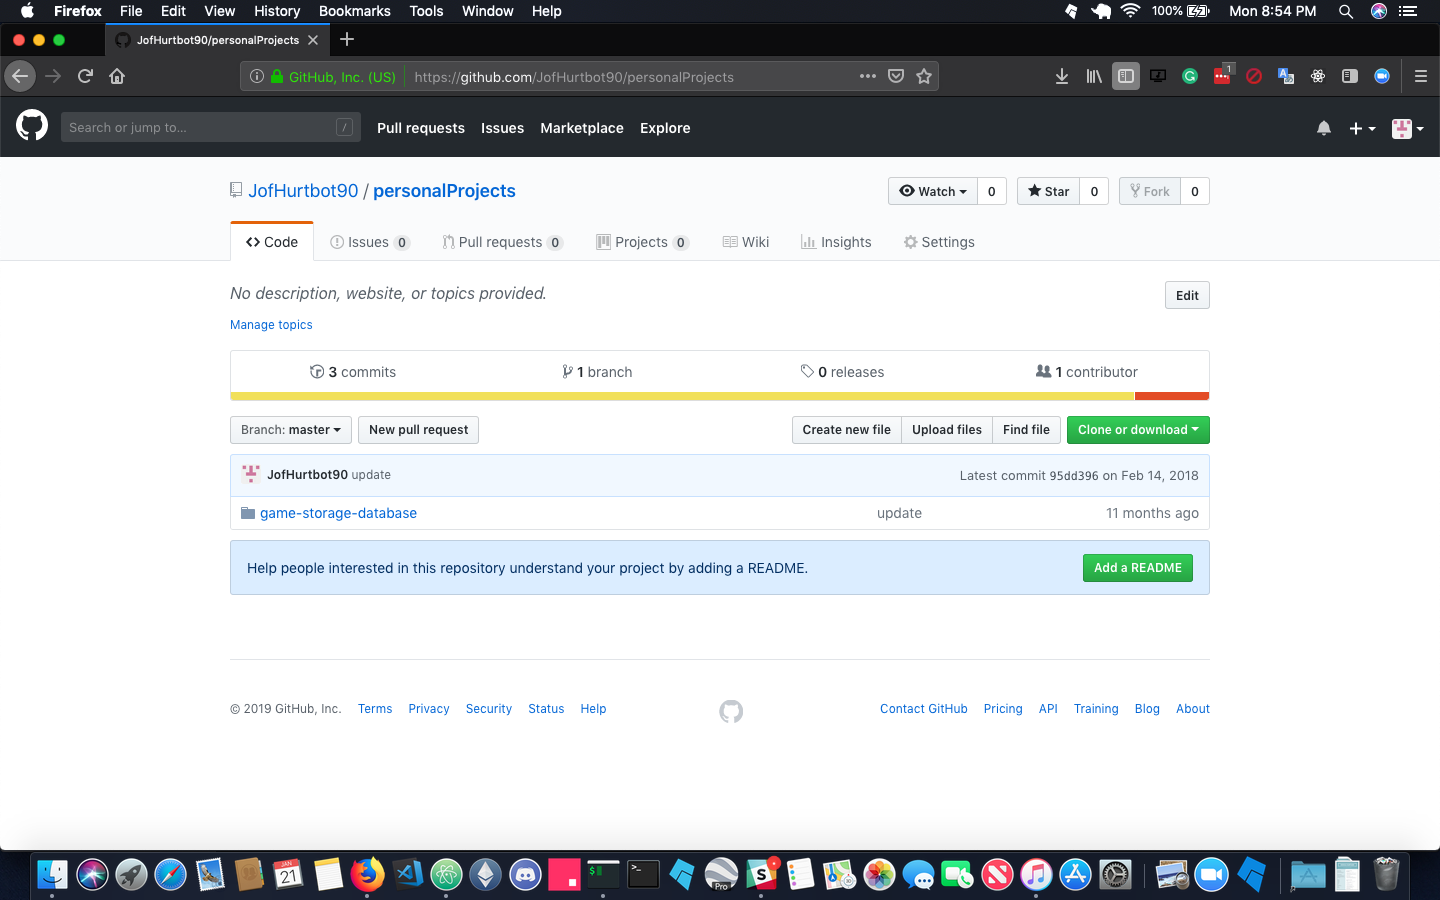 Firefox File Edit View History Bookmarks Tools Window Help 100% Mon 8:54 PM
JofHurtbot90/personalProjects
GitHub, Inc. (US) https://github.com/JofHurtbot90/personalProjects 1
Search or jump to... / Pull requests Issues Marketplace Explore
JofHurtbot90 / personalProjects Watch 0 Star 0 Fork 0
Code Issues 0 Pull requests 0 Projects 0 Wiki Insights Settings
No description, website, or topics provided. Edit
Manage topics
3 commits 1 branch 0 releases 1 contributor
Branch: master New pull request Create new file Upload files Find file Clone or download
JofHurtbot90 update Latest commit 95dd396 on Feb 14, 2018
game-storage-database update 11 months ago
Help people interested in this repository understand your project by adding a README. Add a README
© 2019 GitHub, Inc. Terms Privacy Security Status Help Contact GitHub Pricing API Training Blog About
JAN
21
Pro